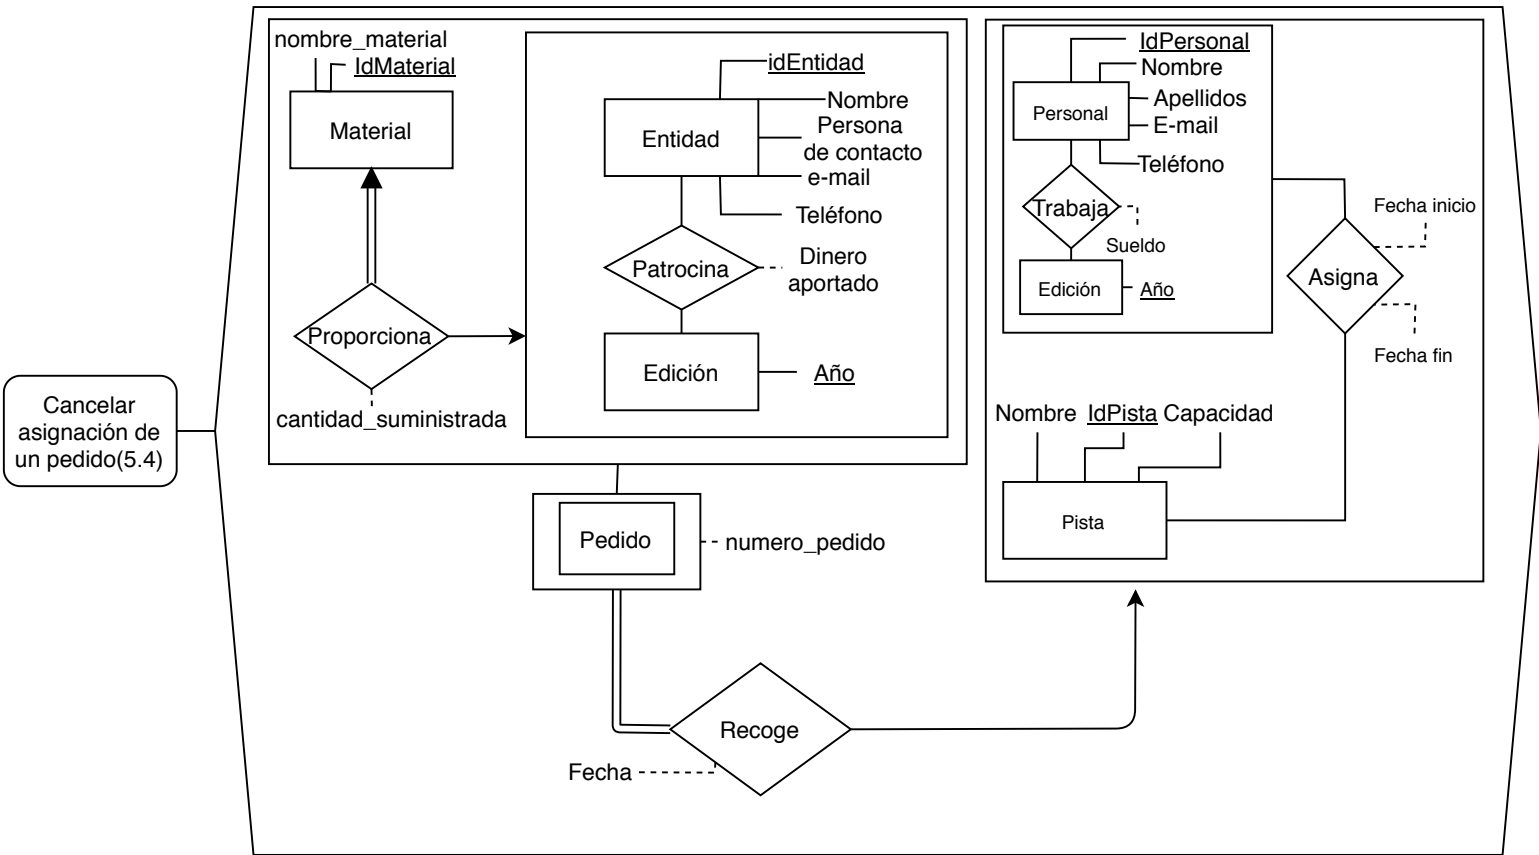 Cancelar
asignación de
un pedido(5.4)
nombre_material
IdMaterial
Material
Proporciona
cantidad_suministrada
idEntidad
Nombre
Persona
de contacto
e-mail
Teléfono
Entidad
Patrocina
Dinero
aportado
Edición
Año
Pedido
numero_pedido
Recoge
Fecha
IdPersonal
Nombre
Apellidos
E-mail
Teléfono
Personal
Trabaja
Sueldo
Edición
Año
Fecha inicio
Asigna
Fecha fin
Nombre IdPista Capacidad
Pista